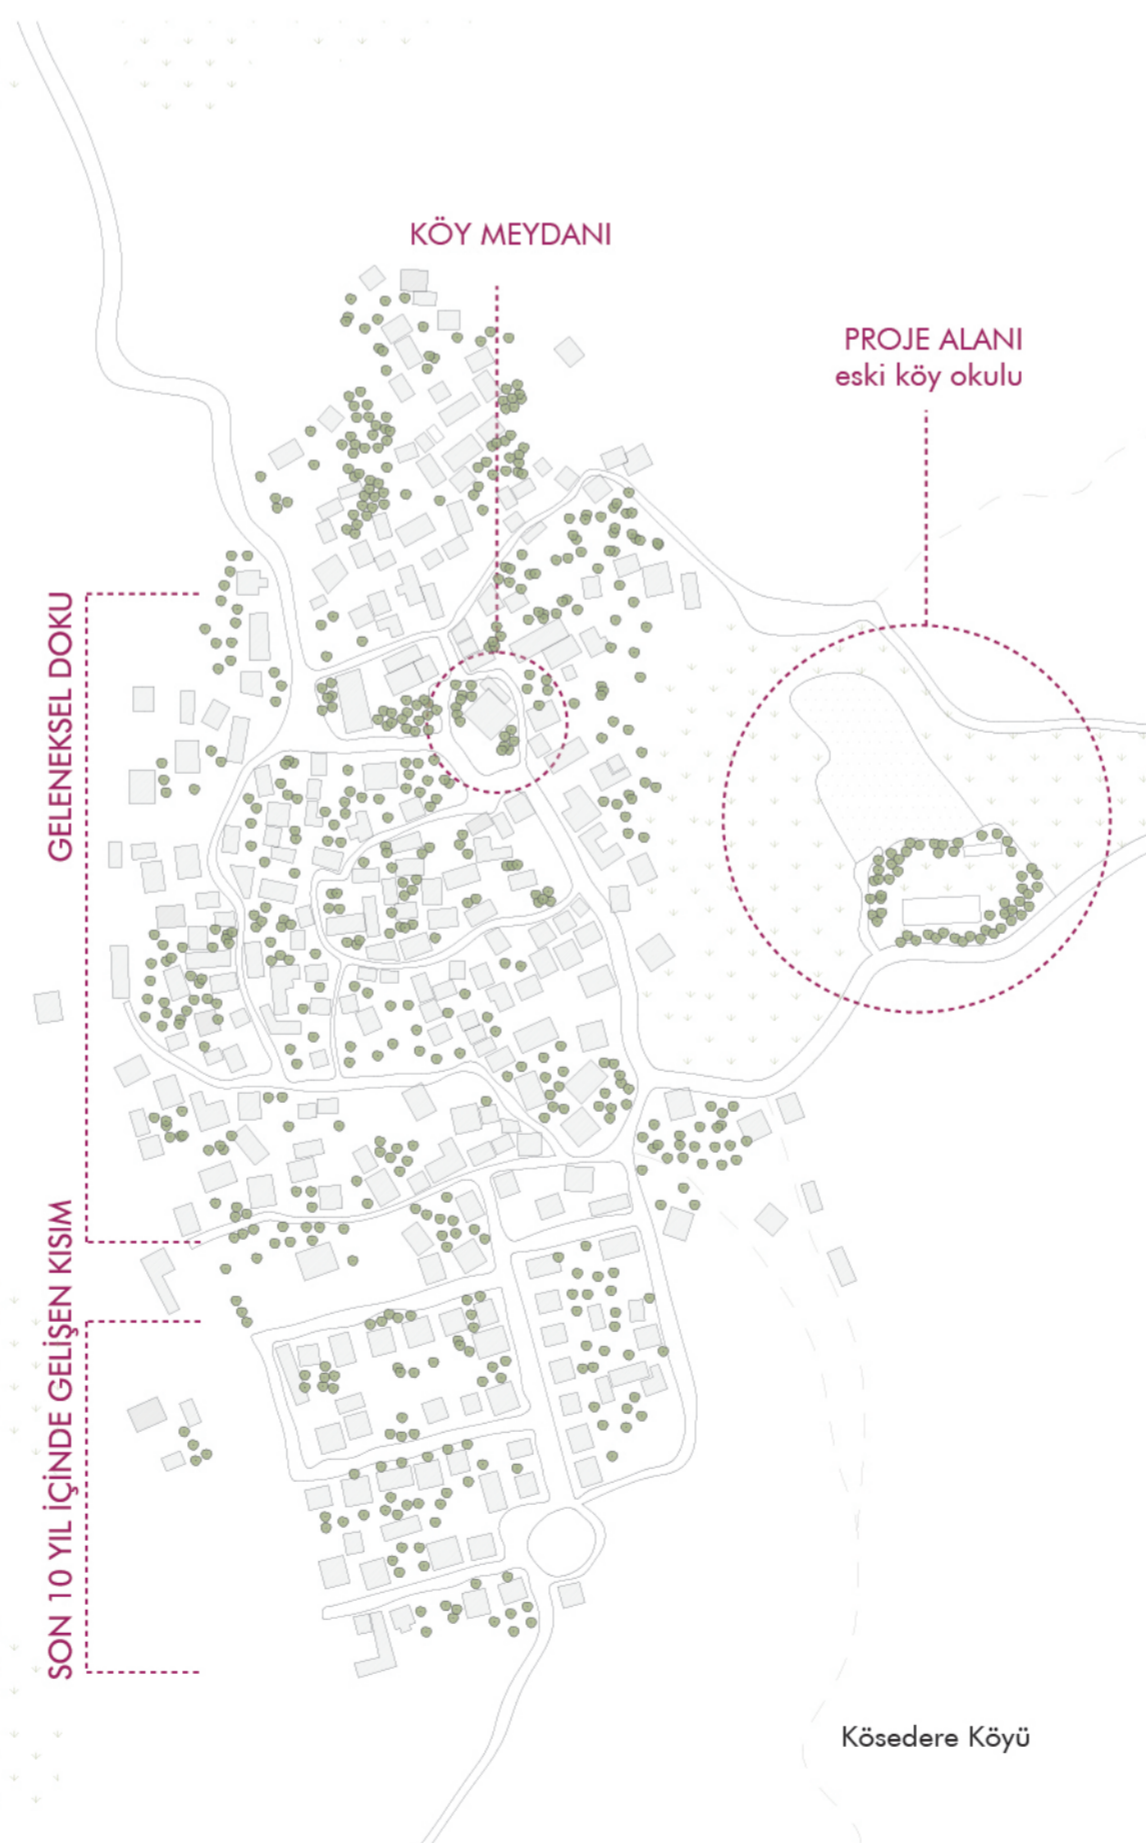 KÖY MEYDANI
PROJE ALANI
eski köy okulu
GELENEKSEL DOKU
SON 10 YIL İÇİNDE GELİŞEN KISIM
Kösedere Köyü